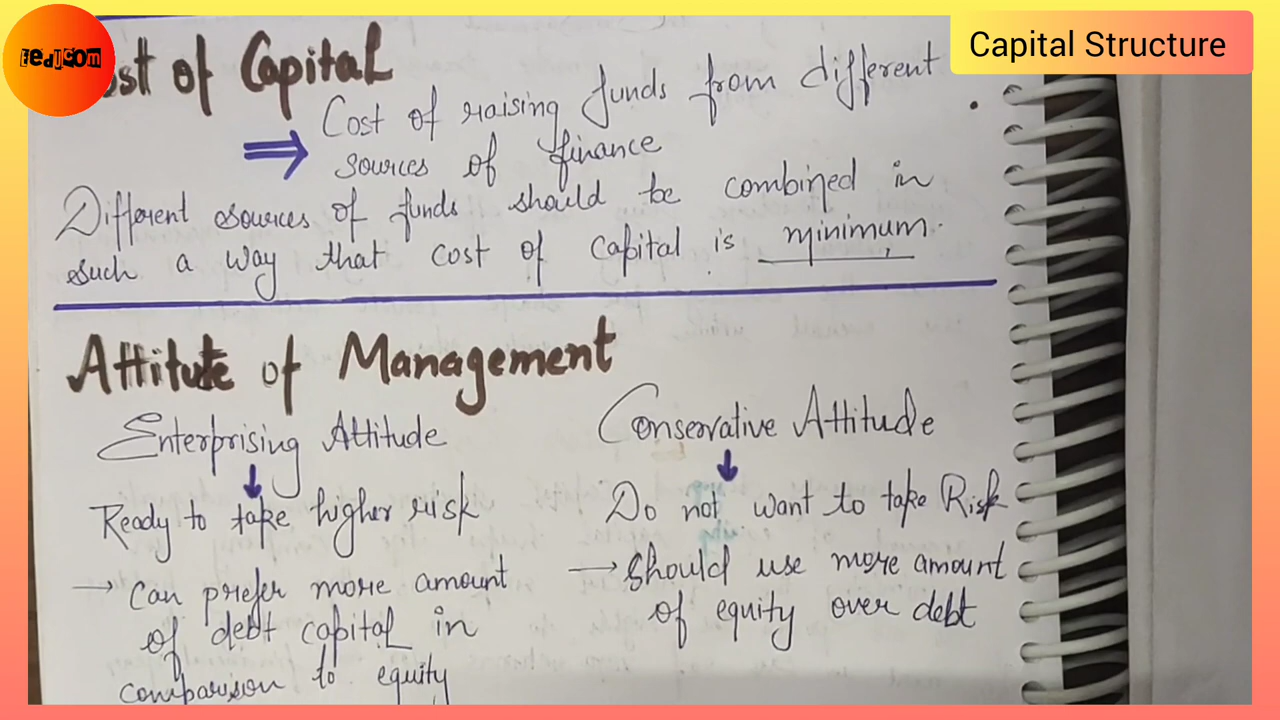 FeduCom
Capital Structure
Cost of Capital
⇒ Cost of raising funds from different
sources of finance
Different sources of funds should be combined in
such a way that cost of capital is minimum.
Attitute of Management
Enterprising Attitude
Conservative Attitude
↓
↓
Ready to take higher risk
Do not want to take Risk
→ Can prefer more amount
of debt capital in
comparison to equity
→ Should use more amount
of equity over debt